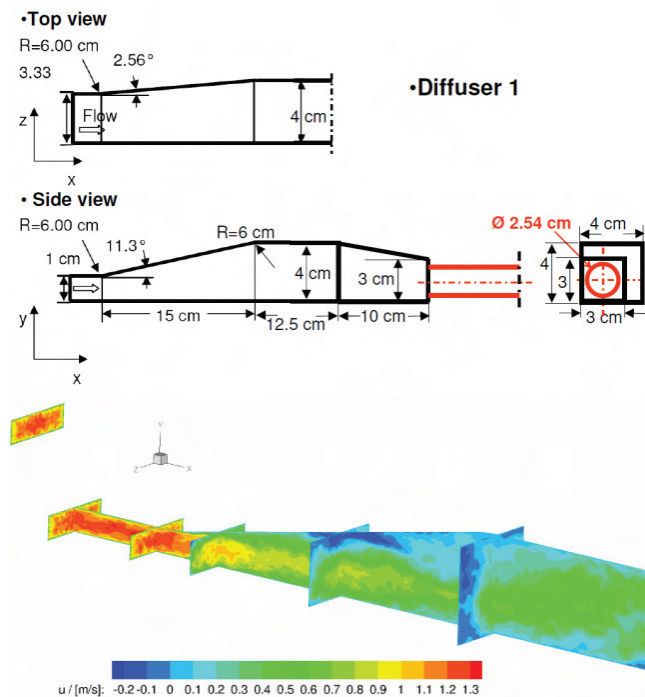 •Top view
R=6.00 cm
2.56°
3.33
•Diffuser 1
Flow
4 cm
z
x
• Side view
R=6.00 cm
R=6 cm
Ø 2.54 cm
11.3°
4 cm
1 cm
4 cm
3 cm
4
3
15 cm
12.5 cm
10 cm
3 cm
y
x
Y
Z
X
u / [m/s]: -0.2 -0.1 0 0.1 0.2 0.3 0.4 0.5 0.6 0.7 0.8 0.9 1 1.1 1.2 1.3